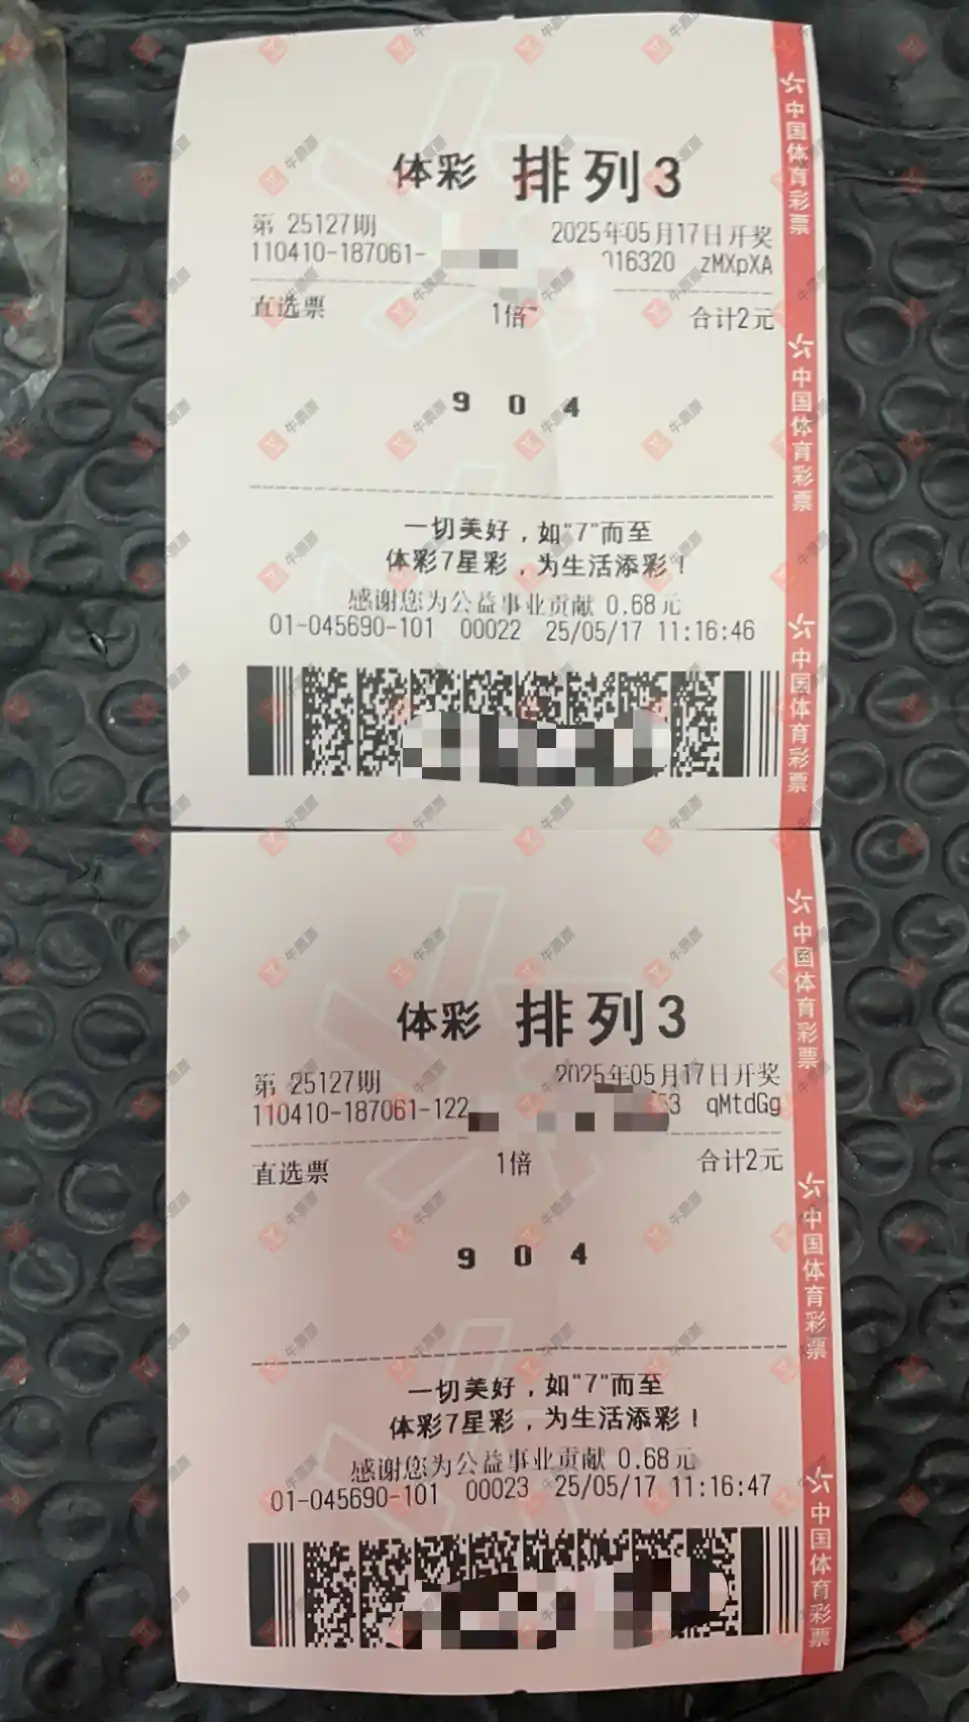 体彩 排列3
第 25127期 2025年05月17日开奖
110410-187061- 016320 zMXpXA
直选票 1倍 合计2元
9 0 4
一切美好，如“7”而至
体彩7星彩，为生活添彩！
感谢您为公益事业贡献 0.68元
01-045690-101 00022 25/05/17 11:16:46
中国体育彩票
中国体育彩票
中国体育彩票
体彩 排列3
第 25127期 2025年05月17日开奖
110410-187061-122 53 qMtdGg
直选票 1倍 合计2元
9 0 4
一切美好，如“7”而至
体彩7星彩，为生活添彩！
感谢您为公益事业贡献 0.68元
01-045690-101 00023 25/05/17 11:16:47
中国体育彩票
中国体育彩票
中国体育彩票